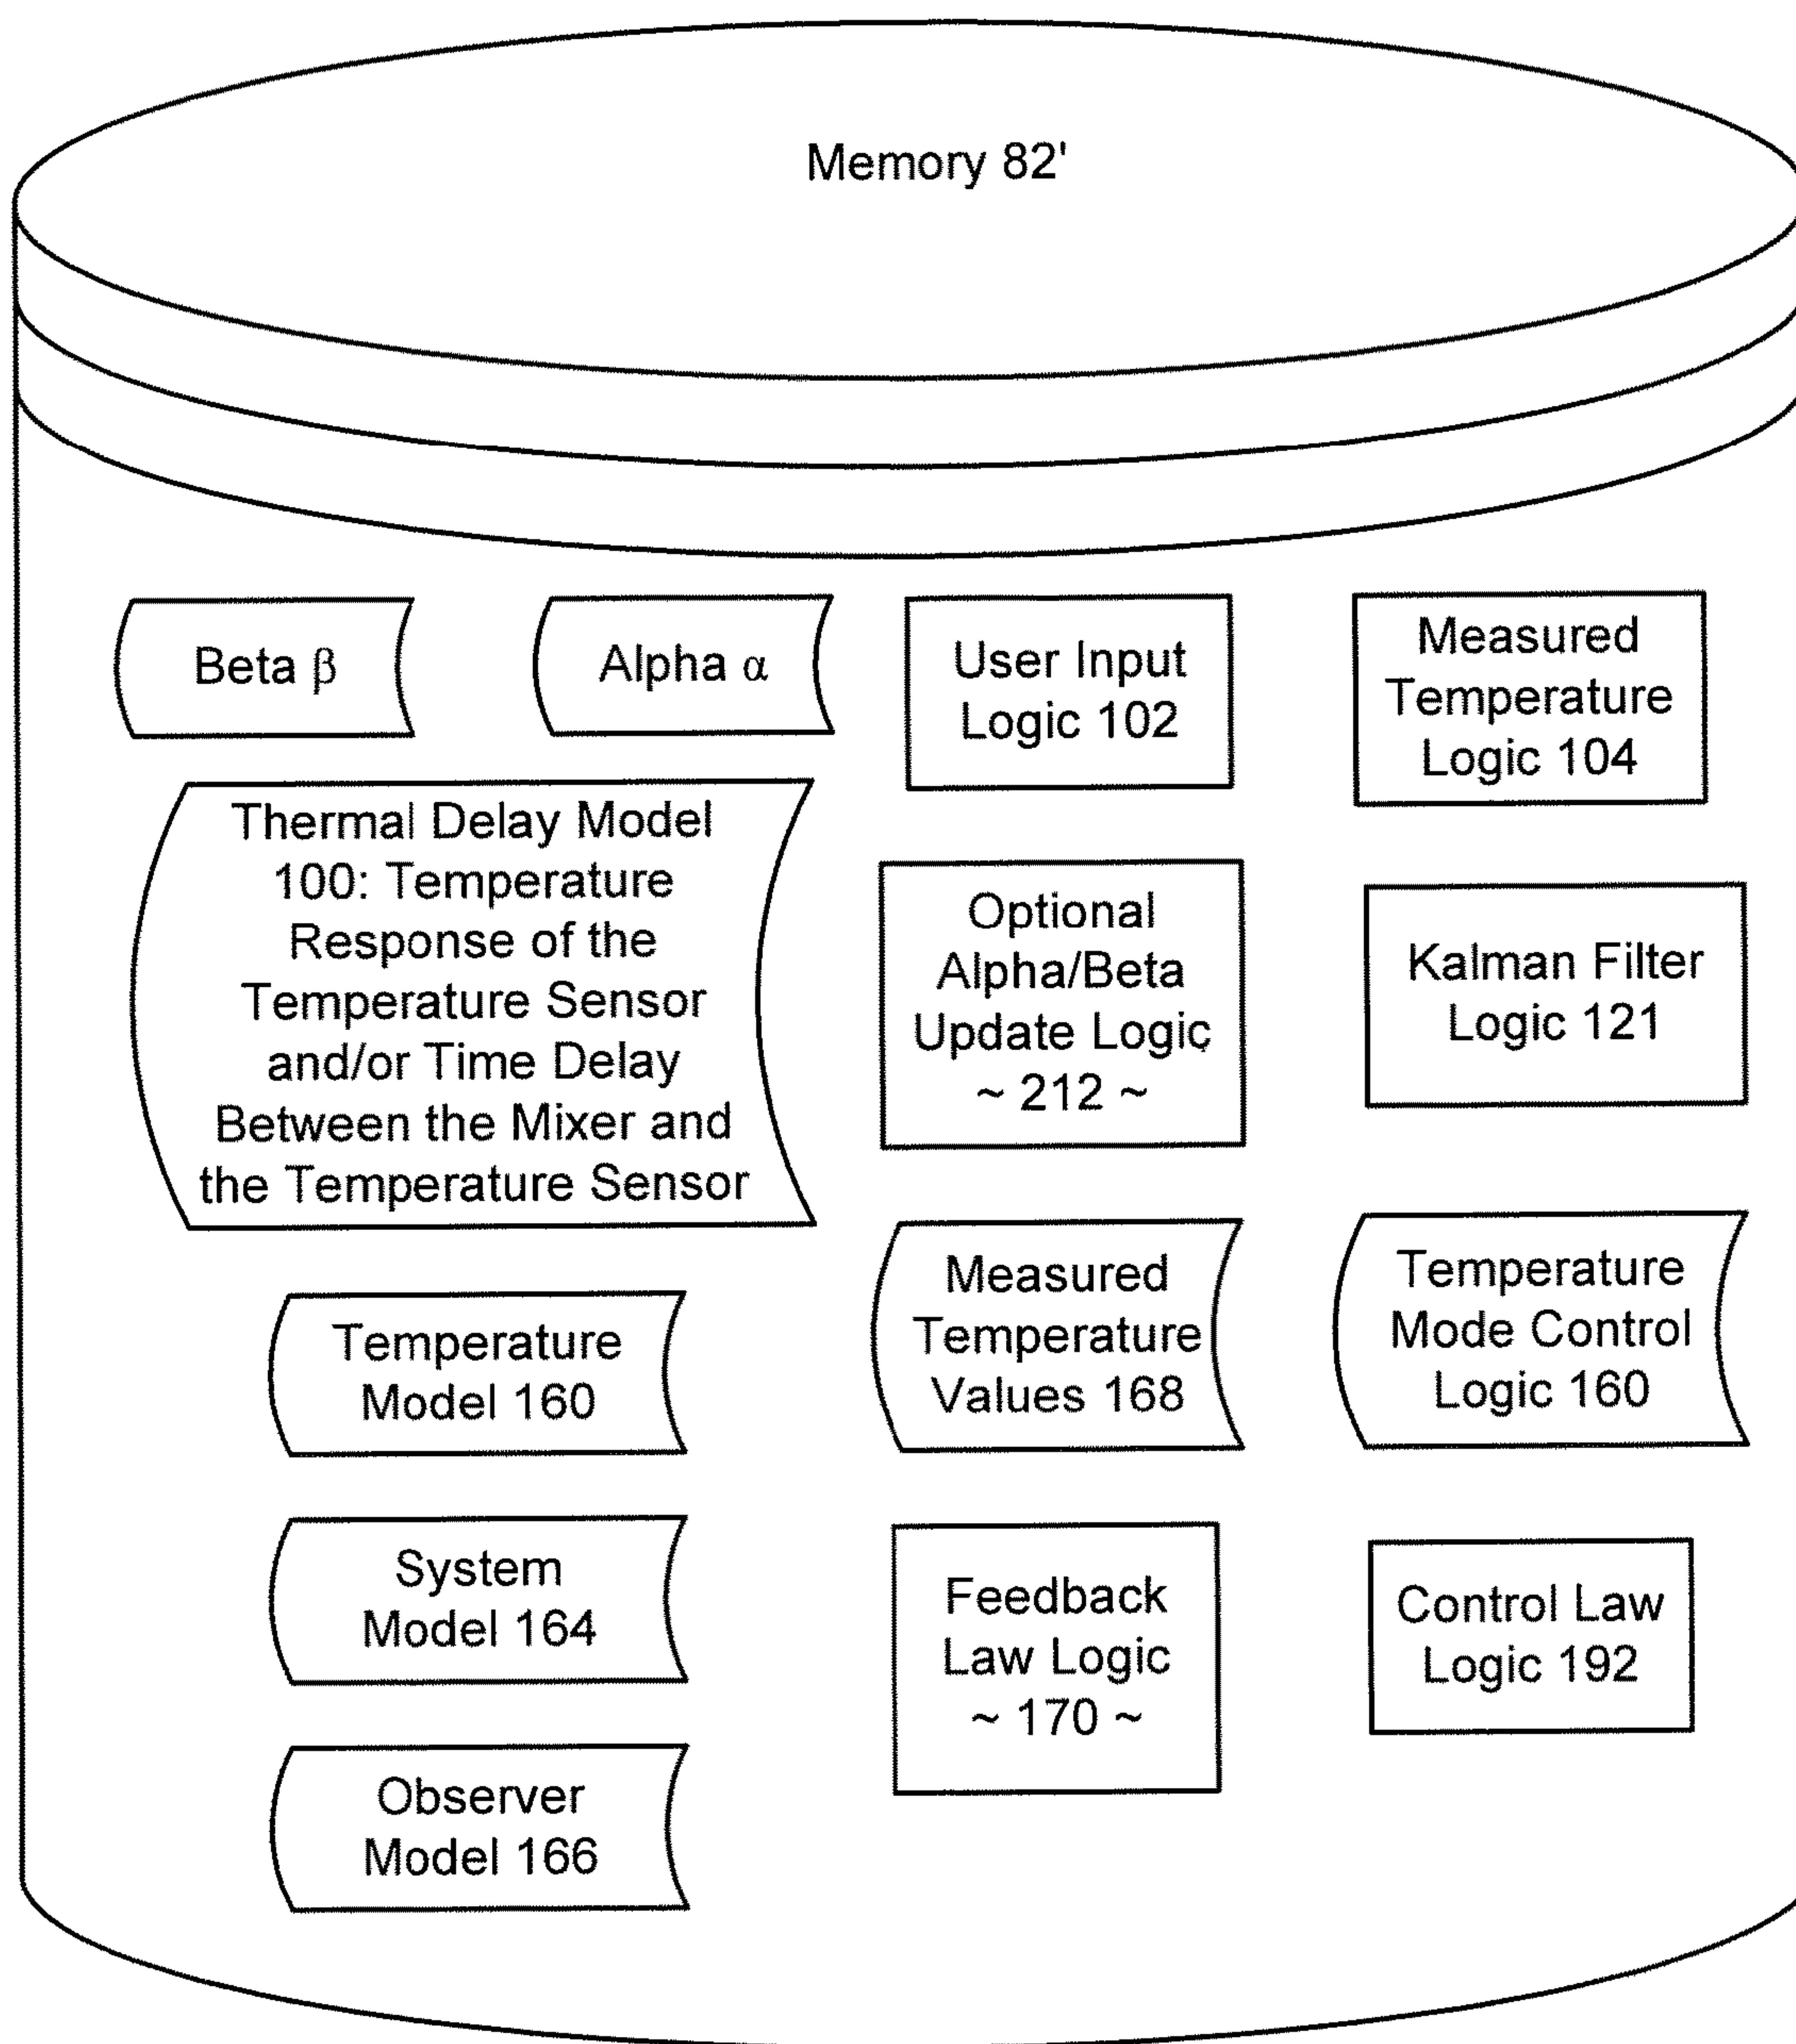 Memory 82'
Beta β
Alpha α
User Input
Logic 102
Measured
Temperature
Logic 104
Thermal Delay Model
100: Temperature
Response of the
Temperature Sensor
and/or Time Delay
Between the Mixer and
the Temperature Sensor
Optional
Alpha/Beta
Update Logic
~ 212 ~
Kalman Filter
Logic 121
Temperature
Model 160
Measured
Temperature
Values 168
Temperature
Mode Control
Logic 160
System
Model 164
Feedback
Law Logic
~ 170 ~
Control Law
Logic 192
Observer
Model 166